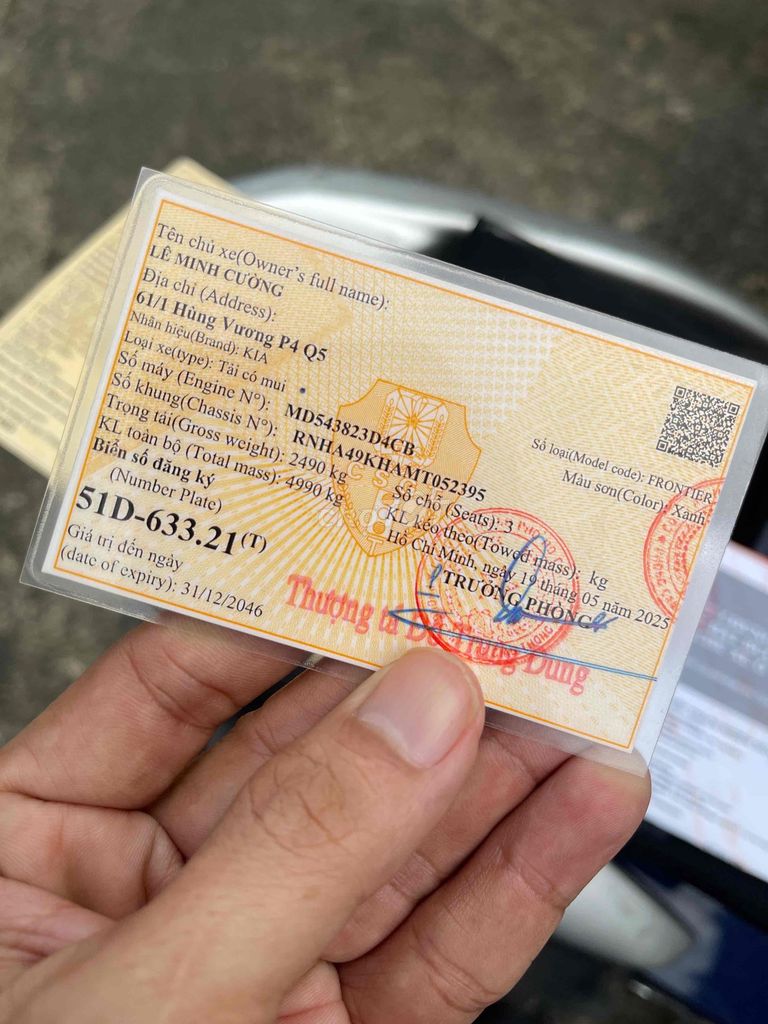 Tên chủ xe(Owner's full name):
LÊ MINH CƯỜNG
Địa chỉ (Address):
61/1 Hùng Vương P4 Q5
Nhãn hiệu(Brand): KIA
Số loại(Model code): FRONTIER
Loại xe(type): Tải có mui
Màu sơn(Color): Xanh
Số máy (Engine N°): MD543823D4CB
Số khung(Chassis N°): RNHA49KHAMT052395
Trọng tải(Gross weight): 2490 kg
Số chỗ (Seats): 3
KL toàn bộ (Total mass): 4990 kg
KL kéo theo(Towed mass): kg
Biển số đăng ký
(Number Plate)
51D-633.21(T)
Hồ Chí Minh, ngày 19 tháng 05 năm 2025
TRƯỞNG PHÒNG
Giá trị đến ngày
(date of expiry): 31/12/2046
Thượng tá Trung Dung